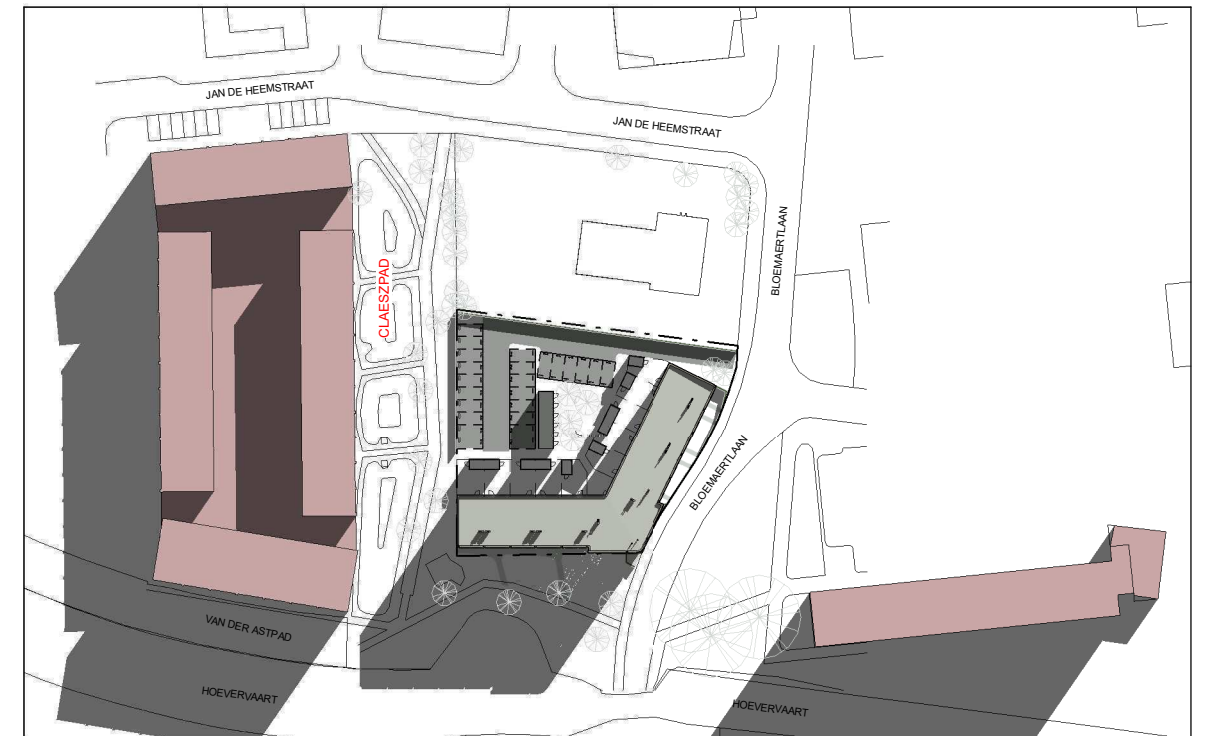 JAN DE HEEMSTRAAT
JAN DE HEEMSTRAAT
BLOEMAERTLAAN
CLAESZPAD
BLOEMAERTLAAN
VAN DER ASTPAD
HOEVERVAART
HOEVERVAART